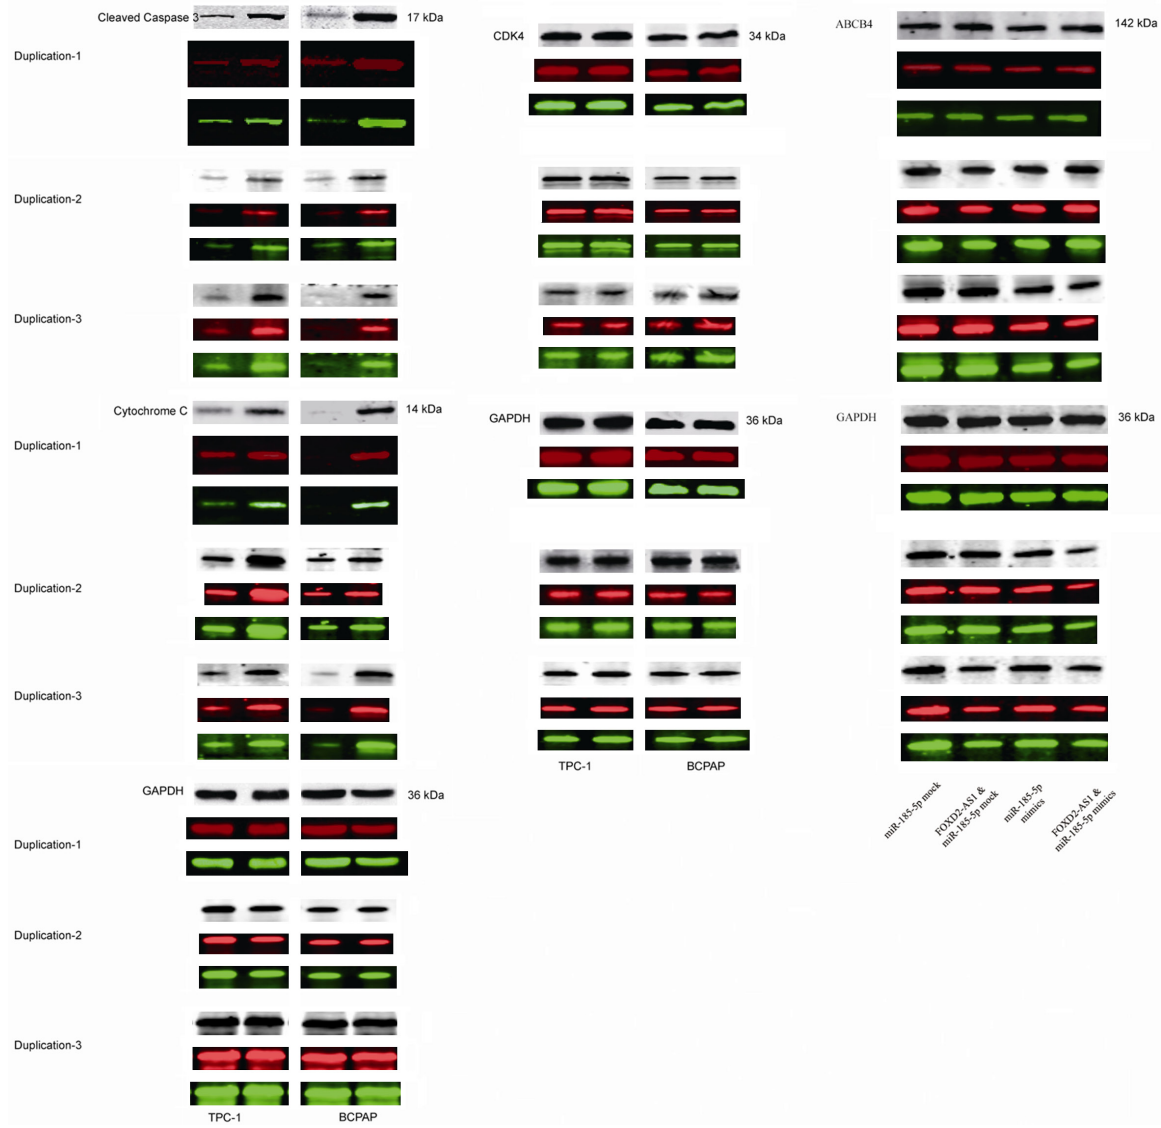 Cleaved Caspase 3
17 kDa
Duplication-1
Duplication-2
Duplication-3
Cytochrome C
14 kDa
Duplication-1
Duplication-2
Duplication-3
GAPDH
36 kDa
Duplication-1
Duplication-2
Duplication-3
TPC-1
BCPAP
CDK4
34 kDa
GAPDH
36 kDa
TPC-1
BCPAP
ABCB4
142 kDa
GAPDH
36 kDa
miR-185-5p mock
FOXD2-AS1 &
miR-185-5p mock
miR-185-5p
mimics
FOXD2-AS1 &
miR-185-5p mimics